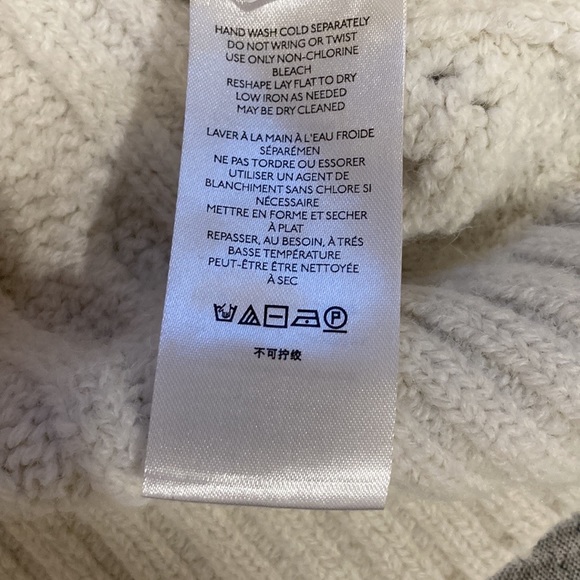 HAND WASH COLD SEPARATELY
DO NOT WRING OR TWIST
USE ONLY NON-CHLORINE
BLEACH
RESHAPE LAY FLAT TO DRY
LOW IRON AS NEEDED
MAY BE DRY CLEANED
LAVER À LA MAIN À L'EAU FROIDE
SÉPARÉMEN
NE PAS TORDRE OU ESSORER
UTILISER UN AGENT DE
BLANCHIMENT SANS CHLORE SI
NÉCESSAIRE
METTRE EN FORME ET SECHER
À PLAT
REPASSER, AU BESOIN, À TRÉS
BASSE TEMPÉRATURE
PEUT-ÊTRE ÊTRE NETTOYÉE
À SEC
P
不可拧绞